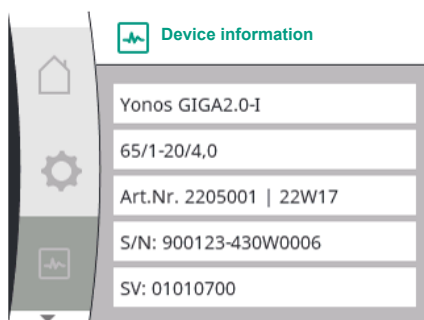 Device information
Yonos GIGA2.0-I
65/1-20/4,0
Art.Nr. 2205001 | 22W17
S/N: 900123-430W0006
SV: 01010700